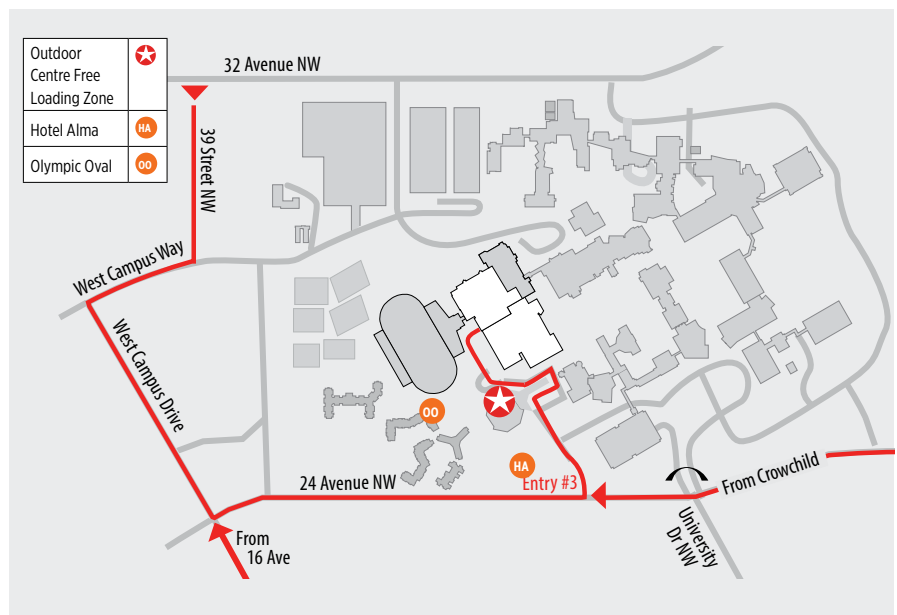 Outdoor
Centre Free
Loading Zone
Hotel Alma
HA
Olympic Oval
OO
32 Avenue NW
39 Street NW
West Campus Way
West Campus Drive
OO
HA
Entry #3
24 Avenue NW
From Crowchild
University
Dr NW
From
16 Ave